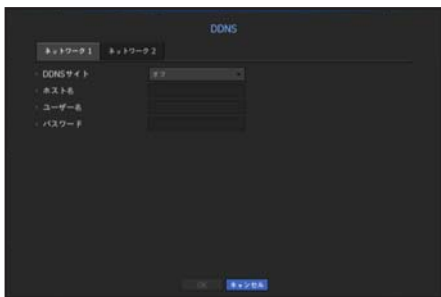 DDNS
ネットワーク 1 ネットワーク 2
DDNSサイト オフ
ホスト名
ユーザー名
パスワード
OK キャンセル